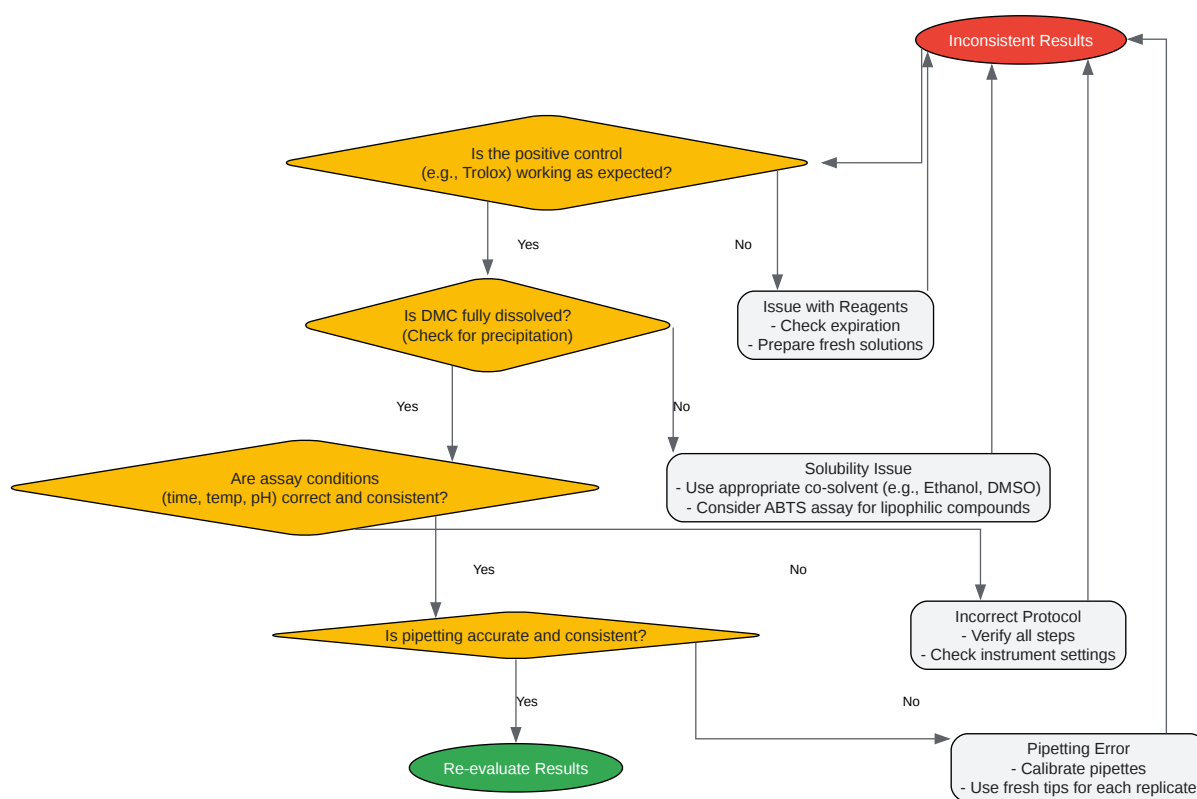 Inconsistent Results
Is the positive control
(e.g., Trolox) working as expected?
Yes
No
Is DMC fully dissolved?
(Check for precipitation)
Issue with Reagents
- Check expiration
- Prepare fresh solutions
Yes
No
Are assay conditions
(time, temp, pH) correct and consistent?
Solubility Issue
- Use appropriate co-solvent (e.g., Ethanol, DMSO)
- Consider ABTS assay for lipophilic compounds
Yes
No
Is pipetting accurate and consistent?
Incorrect Protocol
- Verify all steps
- Check instrument settings
Yes
No
Re-evaluate Results
Pipetting Error
- Calibrate pipettes
- Use fresh tips for each replicate